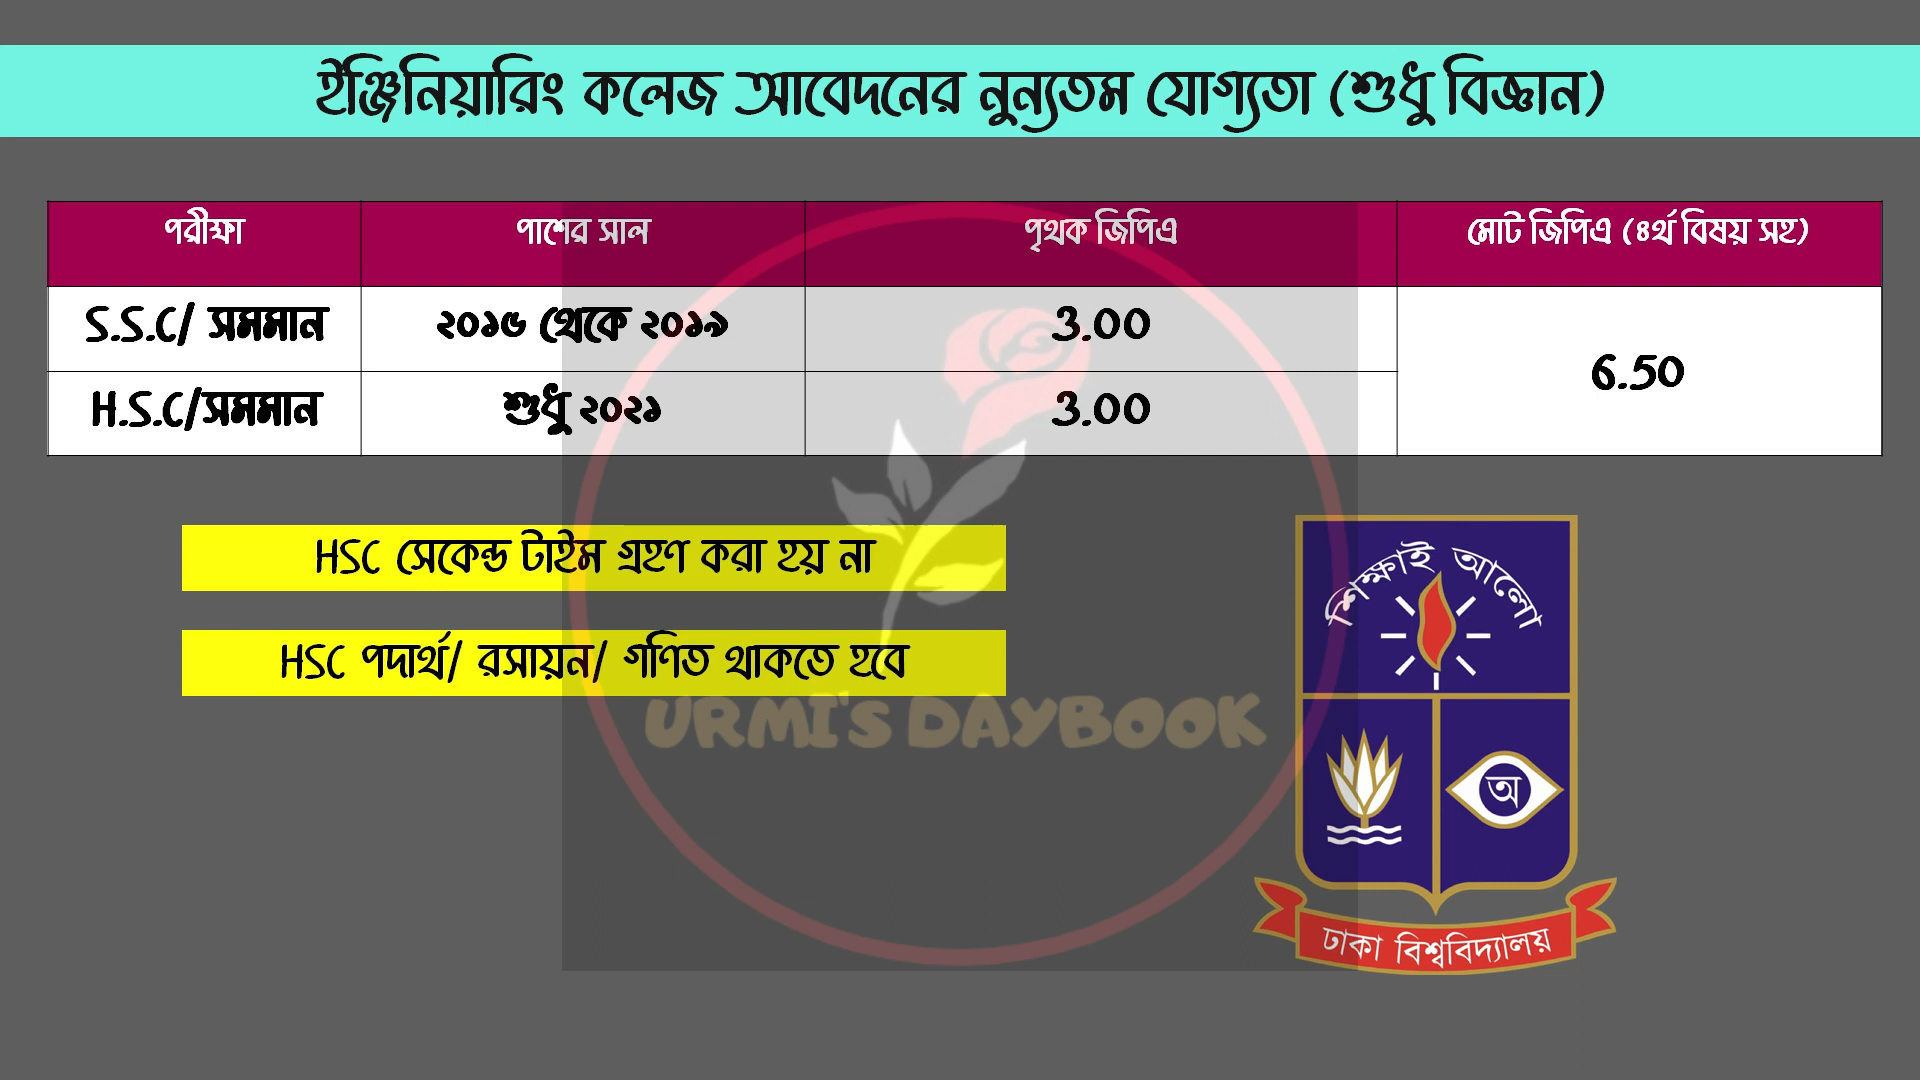 ইঞ্জিনিয়ারিং কলেজ আবেদনের নুন্যতম যোগ্যতা (শুধু বিজ্ঞান)
পরীক্ষা পাশের সাল পৃথক জিপিএ মোট জিপিএ (৪র্থ বিষয় সহ)
S.S.C/ সমমান ২০১৬ থেকে ২০১৯ 3.00
6.50
H.S.C/সমমান শুধু ২০২১ 3.00
HSC সেকেন্ড টাইম গ্রহণ করা হয় না
HSC পদার্থ/ রসায়ন/ গণিত থাকতে হবে
URMI'S DAYBOOK
শিক্ষাই আলো
অ
ঢাকা বিশ্ববিদ্যালয়